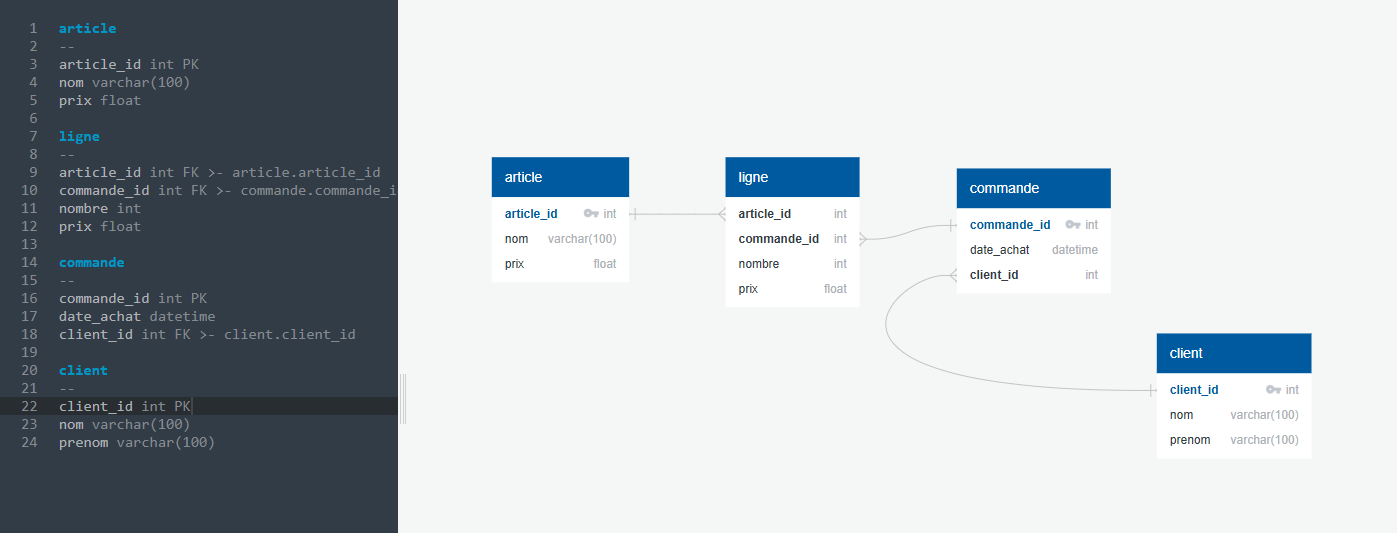 1 article
2 --
3 article_id int PK
4 nom varchar(100)
5 prix float
6
7 ligne
8 --
9 article_id int FK >- article.article_id
10 commande_id int FK >- commande.commande_i
11 nombre int
12 prix float
13
14 commande
15 --
16 commande_id int PK
17 date_achat datetime
18 client_id int FK >- client.client_id
19
20 client
21 --
22 client_id int PK
23 nom varchar(100)
24 prenom varchar(100)
article
article_id int
nom varchar(100)
prix float
ligne
article_id int
commande_id int
nombre int
prix float
commande
commande_id int
date_achat datetime
client_id int
client
client_id int
nom varchar(100)
prenom varchar(100)